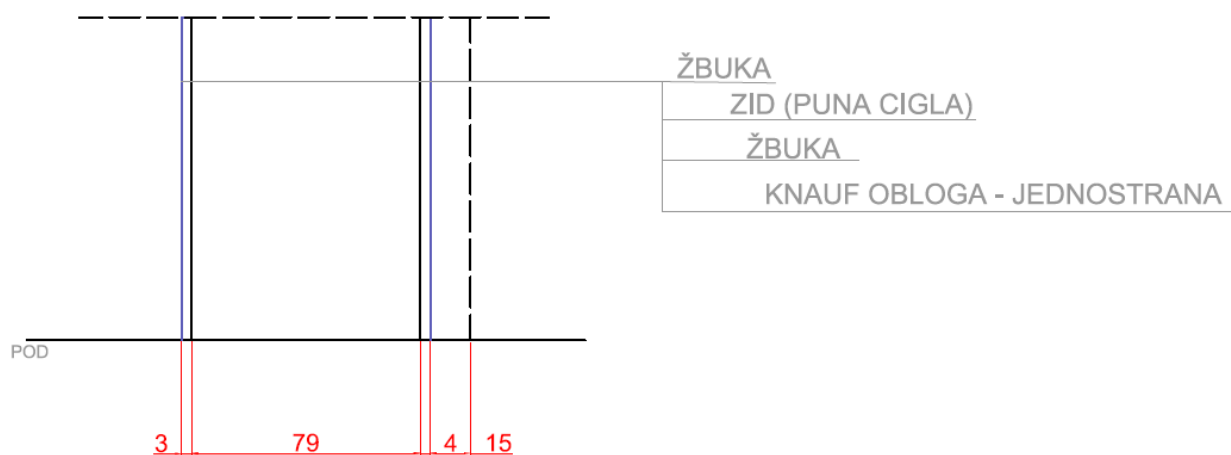 ŽBUKA
ZID (PUNA CIGLA)
ŽBUKA
KNAUF OBLOGA - JEDNOSTRANA
POD
3 79 4 15